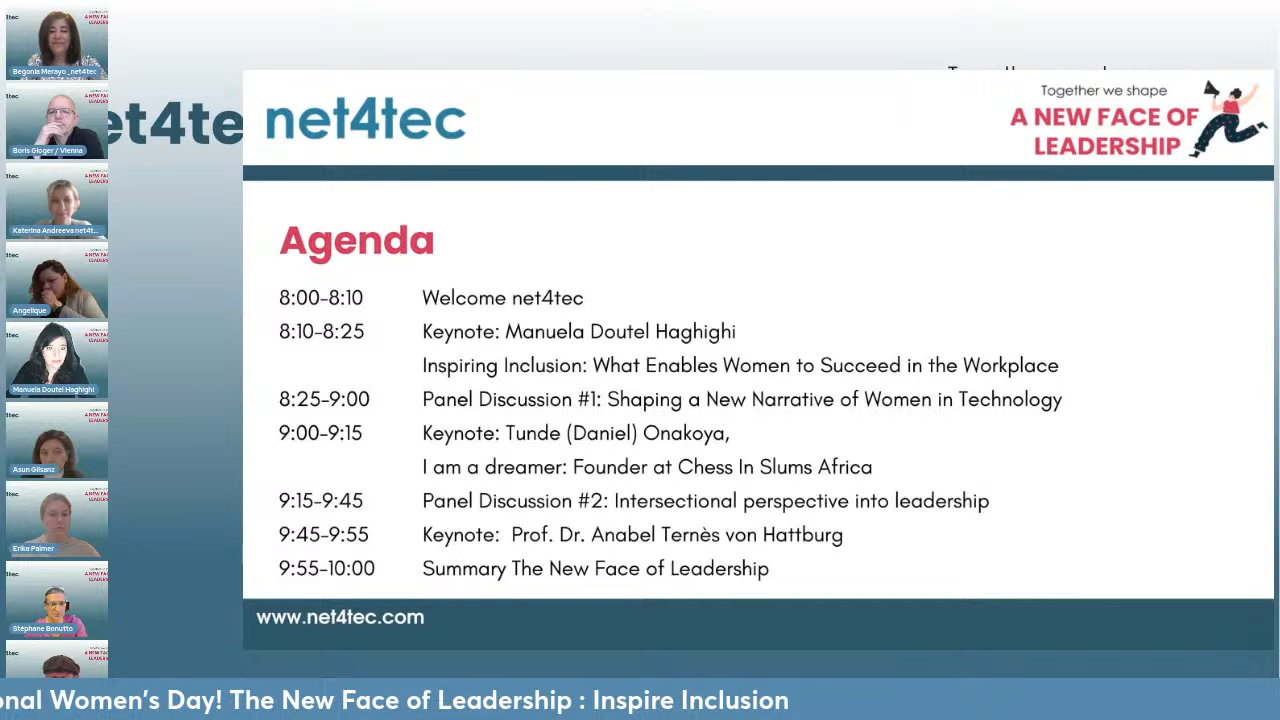 Begonia Merayo _net4tec
Boris Gloger / Vienna
Katerina Andreeva net4t...
Angelique
Manuela Doutel Haghighi
Asun Gilsanz
Erika Palmer
Stéphane Bonutto
et4te
net4tec
Together we shape
A NEW FACE OF
LEADERSHIP
Agenda
8:00-8:10 Welcome net4tec
8:10-8:25 Keynote: Manuela Doutel Haghighi
Inspiring Inclusion: What Enables Women to Succeed in the Workplace
8:25-9:00 Panel Discussion #1: Shaping a New Narrative of Women in Technology
9:00-9:15 Keynote: Tunde (Daniel) Onakoya,
I am a dreamer: Founder at Chess In Slums Africa
9:15-9:45 Panel Discussion #2: Intersectional perspective into leadership
9:45-9:55 Keynote: Prof. Dr. Anabel Ternès von Hattburg
9:55-10:00 Summary The New Face of Leadership
www.net4tec.com
onal Women's Day! The New Face of Leadership : Inspire Inclusion